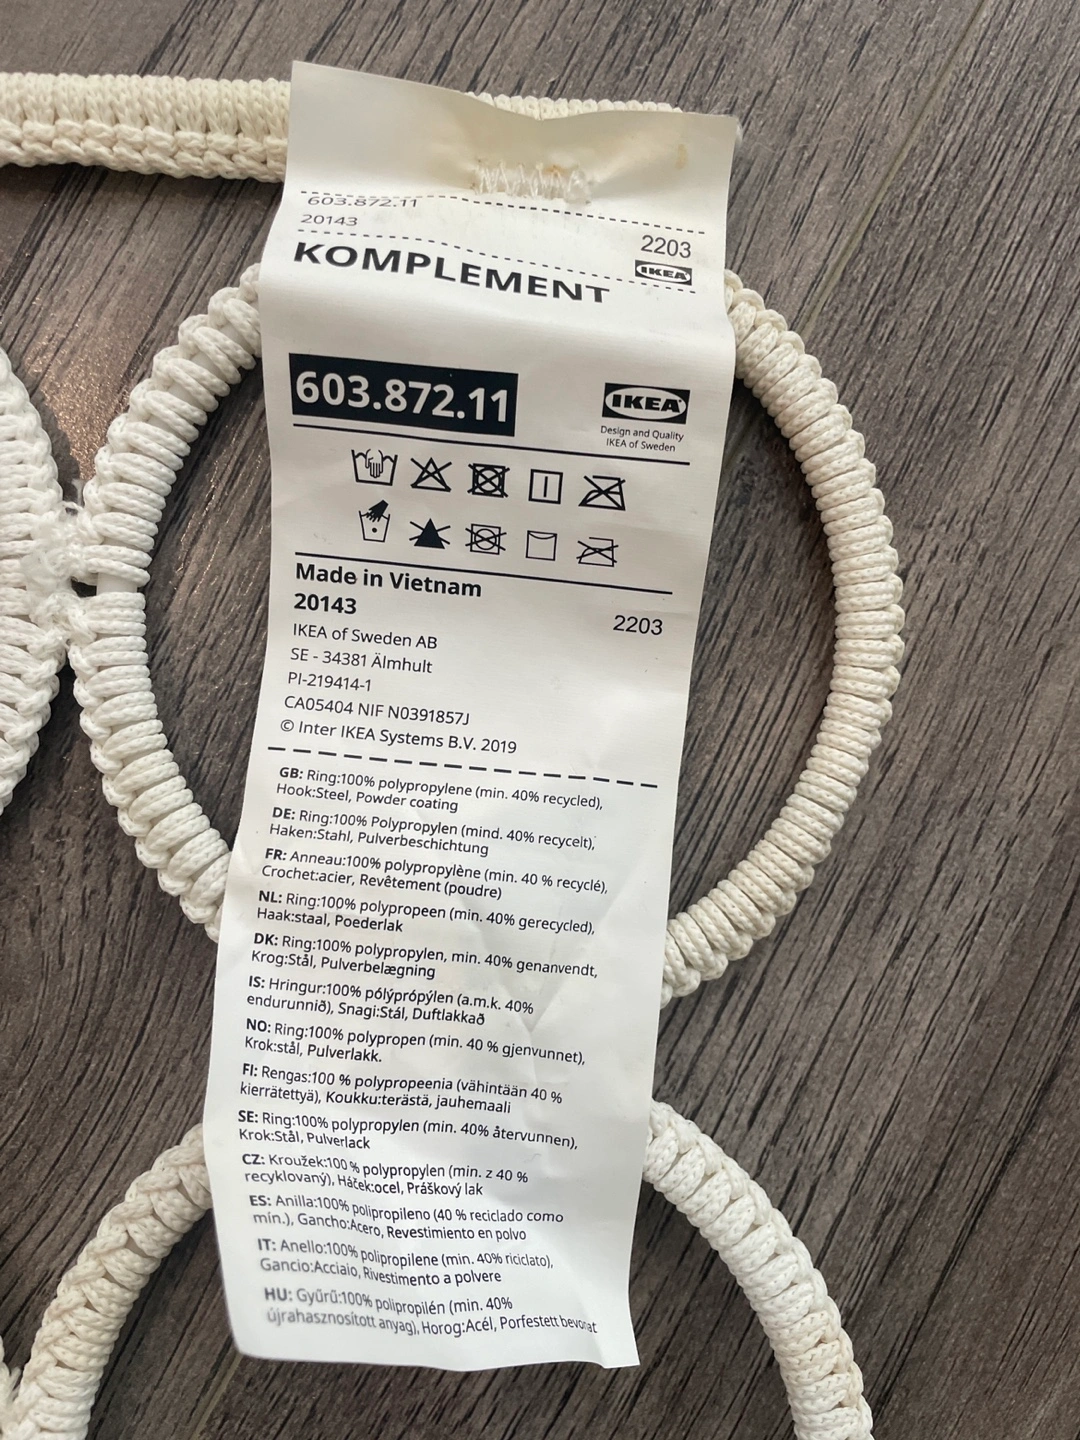 603.872.11
20143
2203
IKEA
KOMPLEMENT
603.872.11
IKEA
Design and Quality
IKEA of Sweden
Made in Vietnam
20143
2203
IKEA of Sweden AB
SE - 34381 Älmhult
PI-219414-1
CA05404 NIF N0391857J
© Inter IKEA Systems B.V. 2019
GB: Ring:100% polypropylene (min. 40% recycled),
Hook:Steel, Powder coating
DE: Ring:100% Polypropylen (mind. 40% recycelt),
Haken:Stahl, Pulverbeschichtung
FR: Anneau:100% polypropylène (min. 40 % recyclé),
Crochet:acier, Revêtement (poudre)
NL: Ring:100% polypropeen (min. 40% gerecycled),
Haak:staal, Poederlak
DK: Ring:100% polypropylen, min. 40% genanvendt,
Krog:Stål, Pulverbelægning
IS: Hringur:100% pólýprópýlen (a.m.k. 40%
endurunnið), Snagi:Stál, Duftlakkað
NO: Ring:100% polypropen (min. 40 % gjenvunnet),
Krok:stål, Pulverlakk.
FI: Rengas:100 % polypropeenia (vähintään 40 %
kierrätettyä), Koukku:terästä, jauhemaali
SE: Ring:100% polypropylen (min. 40% återvunnen),
Krok:Stål, Pulverlack
CZ: Kroužek:100 % polypropylen (min. z 40 %
recyklovaný), Háček:ocel, Práškový lak
ES: Anilla:100% polipropileno (40 % reciclado como
mín.), Gancho:Acero, Revestimiento en polvo
IT: Anello:100% polipropilene (min. 40% riciclato),
Gancio:Acciaio, Rivestimento a polvere
HU: Gyűrű:100% polipropilén (min. 40%
újrahasznosított anyag), Horog:Acél, Porfestett bevonat